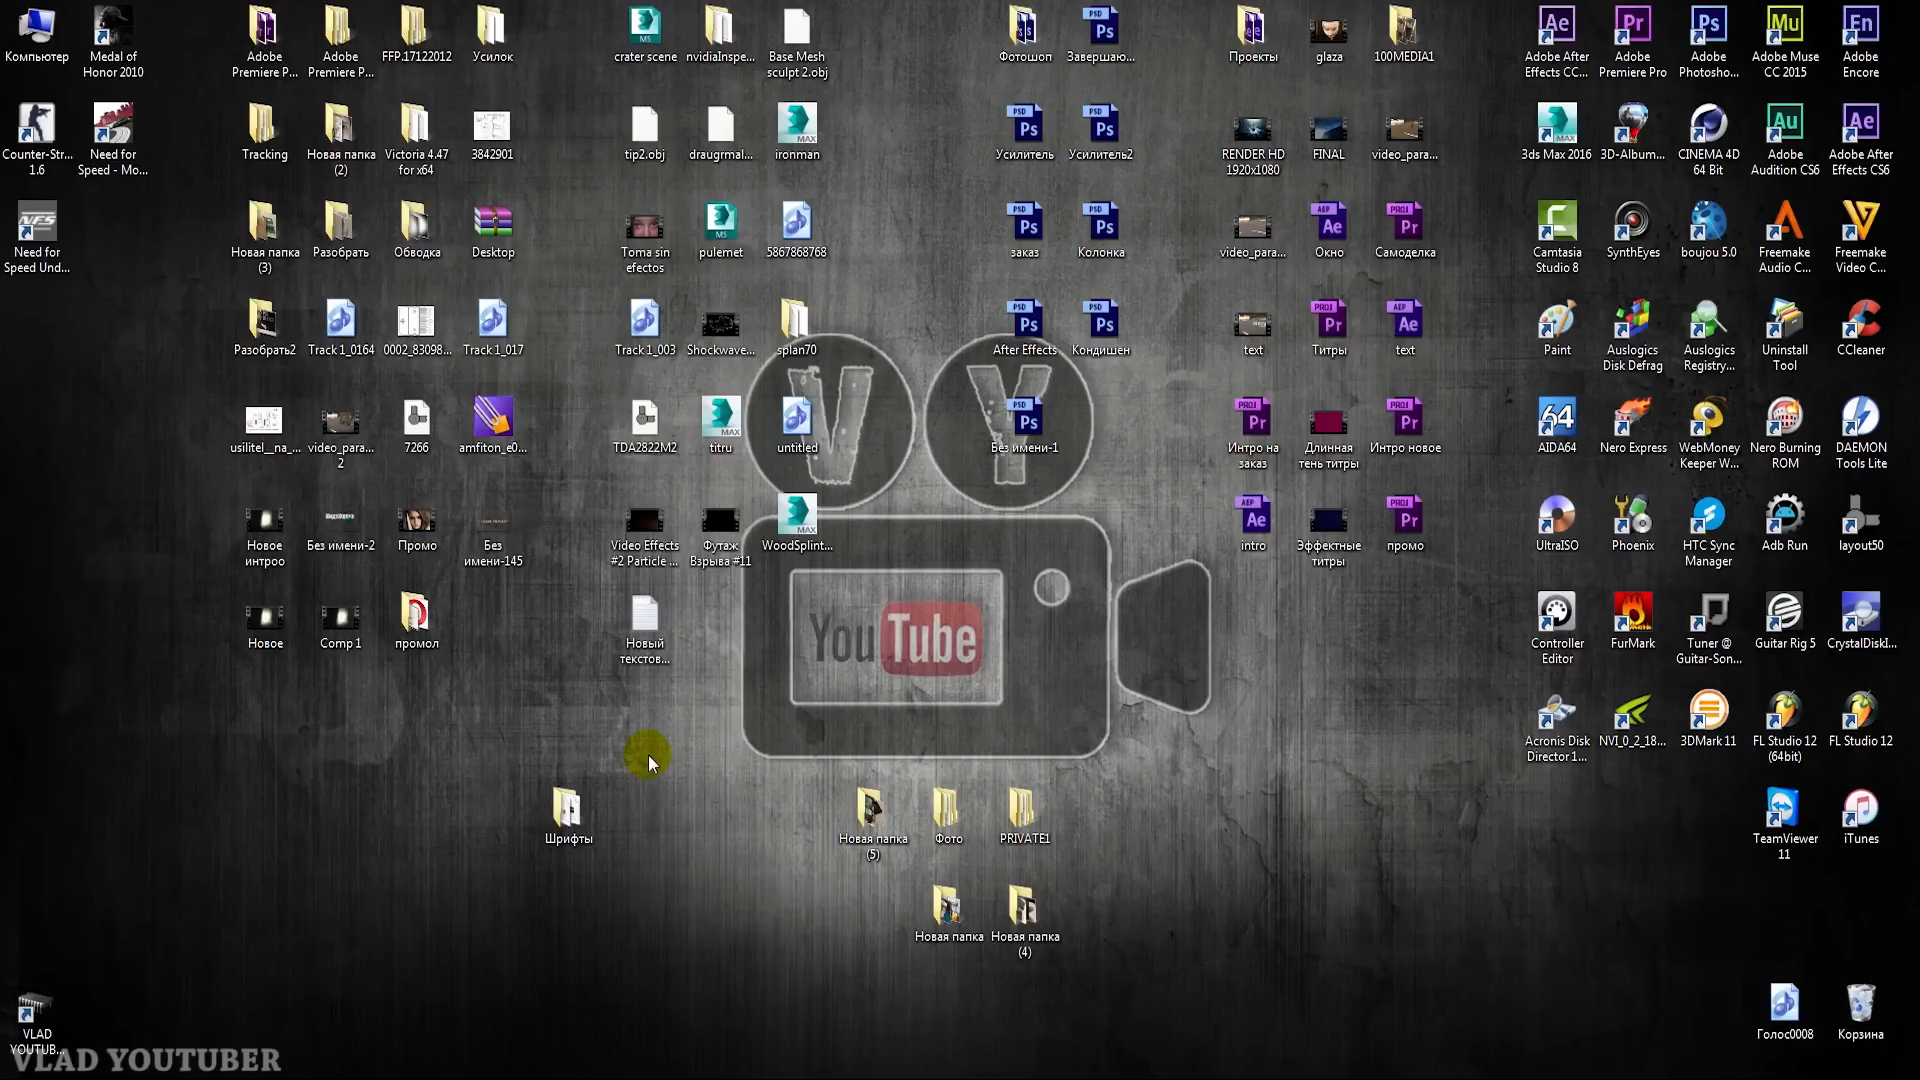 Компьютер
Medal of
Honor 2010
Adobe
Premiere P...
Adobe
Premiere P...
FFP.17122012
Усилок
crater scene
nvidiaInspe...
Base Mesh
sculpt 2.obj
Фотошоп
Завершаю...
Проекты
glaza
100MEDIA1
Adobe After
Effects CC...
Adobe
Premiere Pro
Adobe
Photosho...
Adobe Muse
CC 2015
Adobe
Encore
Counter-Str...
1.6
Need for
Speed - Mo...
Tracking
Новая папка
(2)
Victoria 4.47
for x64
3842901
tip2.obj
draugrmal...
ironman
Усилитель
Усилитель2
RENDER HD
1920x1080
FINAL
video_para...
3ds Max 2016
3D-Album...
CINEMA 4D
64 Bit
Adobe
Audition CS6
Adobe After
Effects CS6
Need for
Speed Und...
Новая папка
(3)
Разобрать
Обводка
Desktop
Toma sin
efectos
pulemet
5867868768
заказ
Колонка
video_para...
Окно
Самоделка
Camtasia
Studio 8
SynthEyes
boujou 5.0
Freemake
Audio C...
Freemake
Video C...
Разобрать2
Track 1_0164
0002_83098...
Track 1_017
Track 1_003
Shockwave...
splan70
After Effects
Кондишен
text
Титры
text
Paint
Auslogics
Disk Defrag
Auslogics
Registry...
Uninstall
Tool
CCleaner
usilitel__na_...
video_para...
2
7266
amfiton_e0...
TDA2822M2
titru
untitled
Без имени-1
Интро на
заказ
Длинная
тень титры
Интро новое
AIDA64
Nero Express
WebMoney
Keeper W...
Nero Burning
ROM
DAEMON
Tools Lite
Новое
интроо
Без имени-2
Промо
Без
имени-145
Video Effects
#2 Particle ...
Футаж
Взрыва #11
WoodSplint...
intro
Эффектные
титры
промо
UltraISO
Phoenix
HTC Sync
Manager
Adb Run
layout50
Новое
Comp 1
промол
Новый
текстов...
V Y
YouTube
Controller
Editor
FurMark
Tuner @
Guitar-Son...
Guitar Rig 5
CrystalDiskI...
Acronis Disk
Director 1...
NVI_0_2_18...
3DMark 11
FL Studio 12
(64bit)
FL Studio 12
Шрифты
Новая папка
(5)
Фото
PRIVATE1
TeamViewer
11
iTunes
Новая папка
Новая папка
(4)
VLAD
YOUTUB...
Голос0008
Корзина
VLAD YOUTUBER